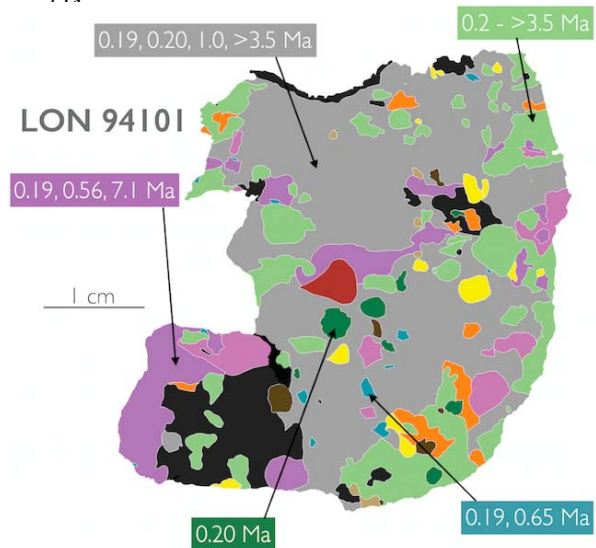 0.19, 0.20, 1.0, >3.5 Ma
0.2 - >3.5 Ma
LON 94101
0.19, 0.56, 7.1 Ma
1 cm
0.20 Ma
0.19, 0.65 Ma